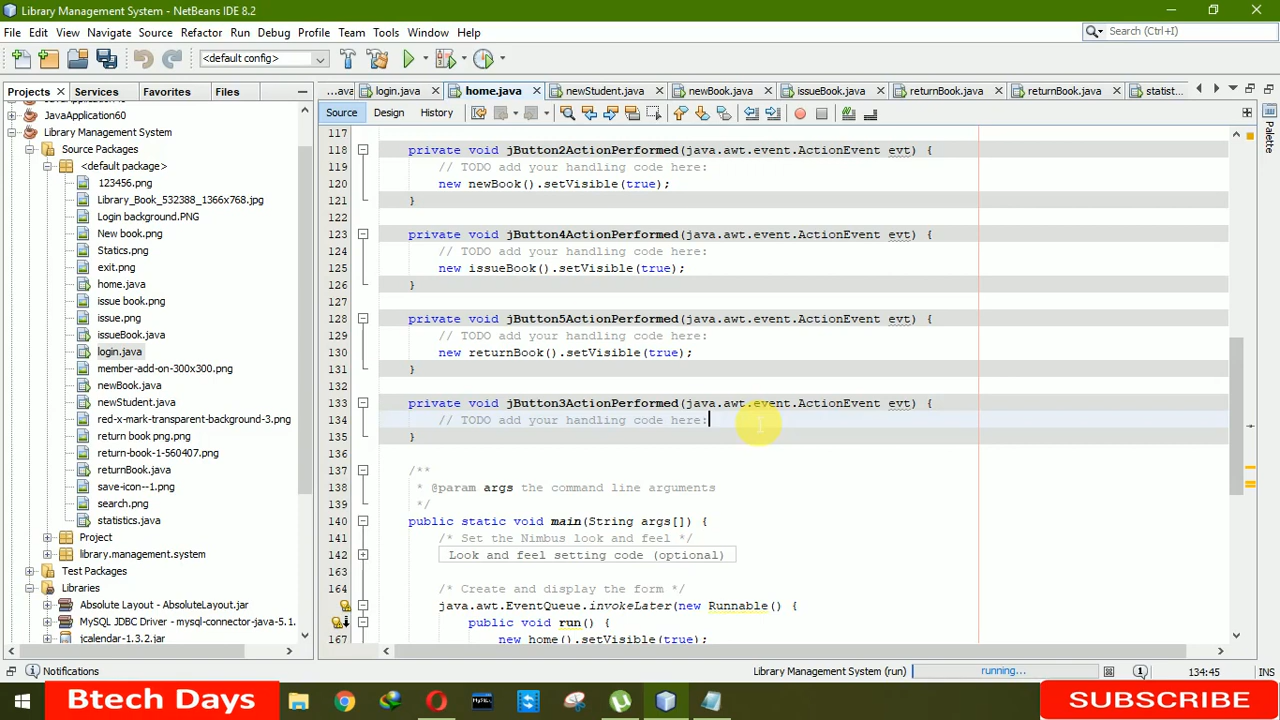 Library Management System - NetBeans IDE 8.2
File Edit View Navigate Source Refactor Run Debug Profile Team Tools Window Help
Search (Ctrl+I)
<default config>
Projects Services Favorites Files
...ava login.java home.java newStudent.java newBook.java issueBook.java returnBook.java returnBook.java statist...
JavaApplication60
Library Management System
Source Packages
<default package>
123456.png
Library_Book_532388_1366x768.jpg
Login background.PNG
New book.png
Statics.png
exit.png
home.java
issue book.png
issue.png
issueBook.java
login.java
member-add-on-300x300.png
newBook.java
newStudent.java
red-x-mark-transparent-background-3.png
return book png.png
return-book-1-560407.png
returnBook.java
save-icon--1.png
search.png
statistics.java
Project
library.management.system
Test Packages
Libraries
Absolute Layout - AbsoluteLayout.jar
MySQL JDBC Driver - mysql-connector-java-5.1.
jcalendar-1.3.2.jar
Source Design History
117
118 private void jButton2ActionPerformed(java.awt.event.ActionEvent evt) {
119 // TODO add your handling code here:
120 new newBook().setVisible(true);
121 }
122
123 private void jButton4ActionPerformed(java.awt.event.ActionEvent evt) {
124 // TODO add your handling code here:
125 new issueBook().setVisible(true);
126 }
127
128 private void jButton5ActionPerformed(java.awt.event.ActionEvent evt) {
129 // TODO add your handling code here:
130 new returnBook().setVisible(true);
131 }
132
133 private void jButton3ActionPerformed(java.awt.event.ActionEvent evt) {
134 // TODO add your handling code here:
135 }
136
137 /**
138 * @param args the command line arguments
139 */
140 public static void main(String args[]) {
141 /* Set the Nimbus look and feel */
142 Look and feel setting code (optional)
163
164 /* Create and display the form */
java.awt.EventQueue.invokeLater(new Runnable() {
public void run() {
167 new home().setVisible(true);
Palette
Notifications
Library Management System (run) running... 1 134:45 INS
Btech Days
MySQL
SUBSCRIBE